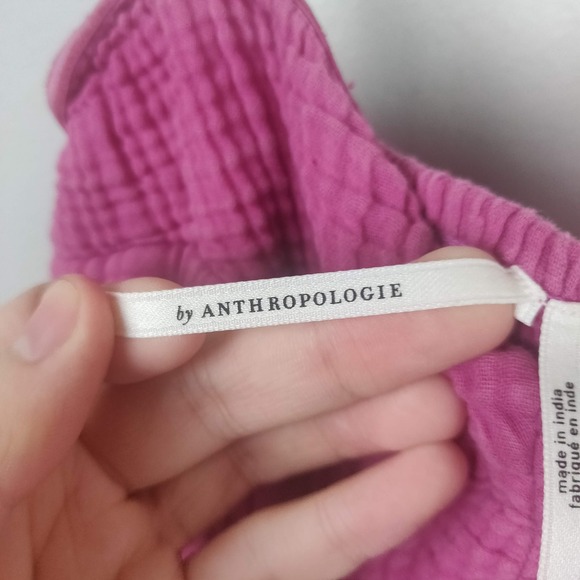 by ANTHROPOLOGIE
made in india
fabriqué en inde